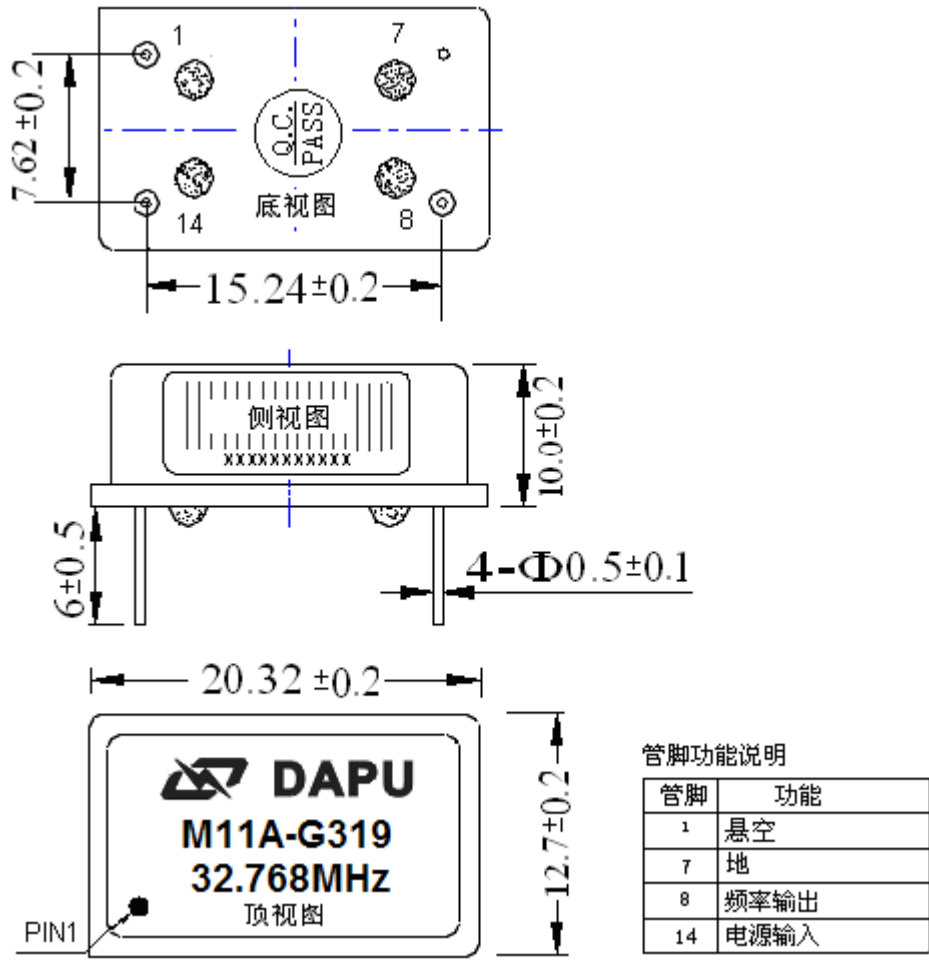 1
7
7.62±0.2
Q.C.
PASS
底视图
14
8
15.24±0.2
侧视图
XXXXXXXXXXX
10.0±0.2
6±0.5
4-Φ0.5±0.1
20.32±0.2
DAPU
M11A-G319
32.768MHz
顶视图
PIN1
12.7±0.2
管脚功能说明
管脚 功能
1 悬空
7 地
8 频率输出
14 电源输入